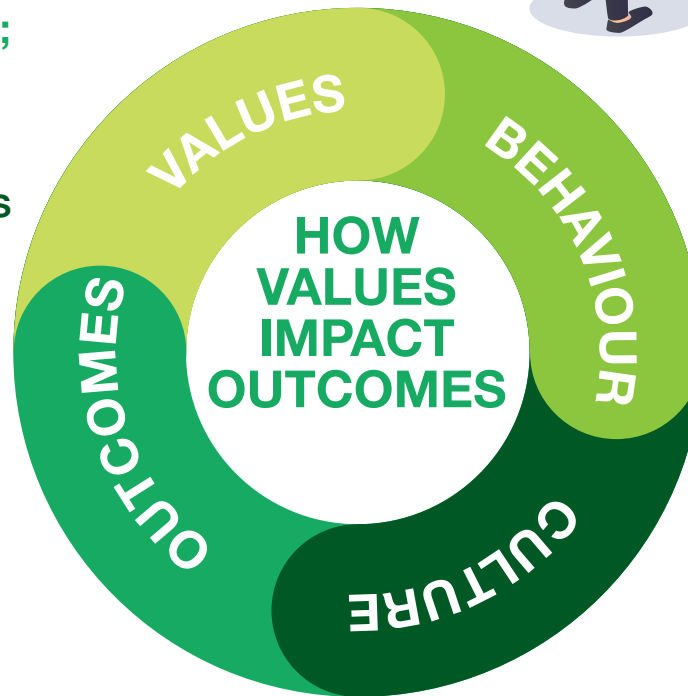 ;
s
VALUES
BEHAVIOUR
HOW
VALUES
IMPACT
OUTCOMES
OUTCOMES
CULTURE